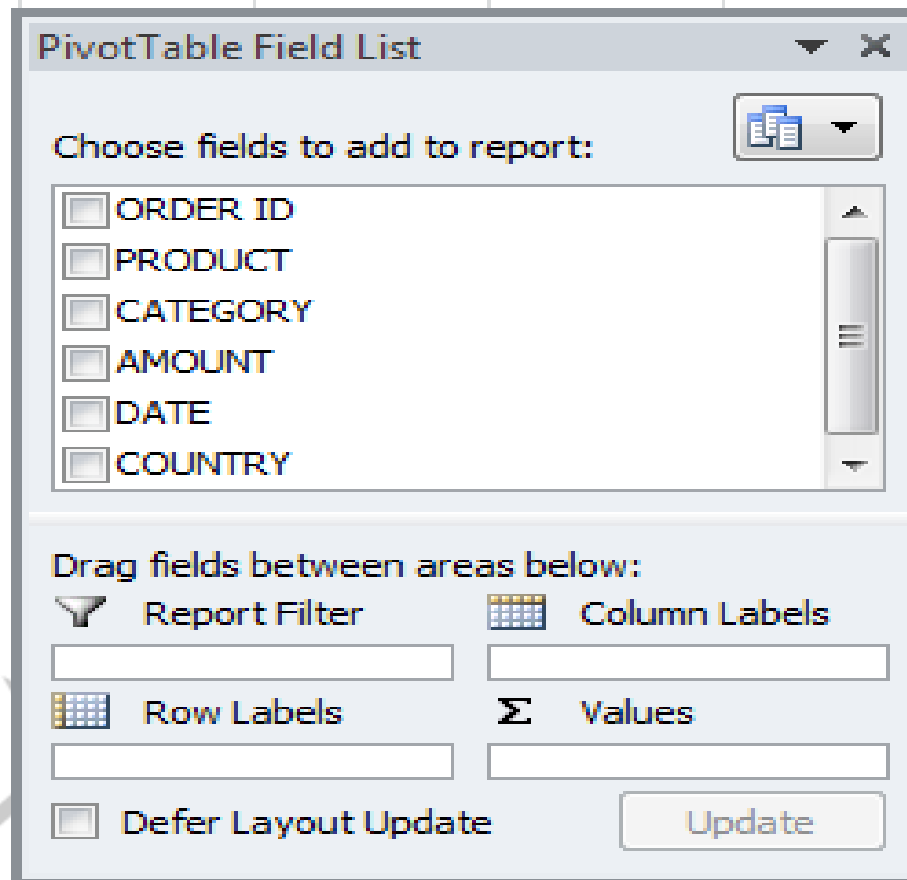 PivotTable Field List
Choose fields to add to report:
ORDER ID
PRODUCT
CATEGORY
AMOUNT
DATE
COUNTRY
Drag fields between areas below:
Report Filter Column Labels
Row Labels Σ Values
Defer Layout Update Update